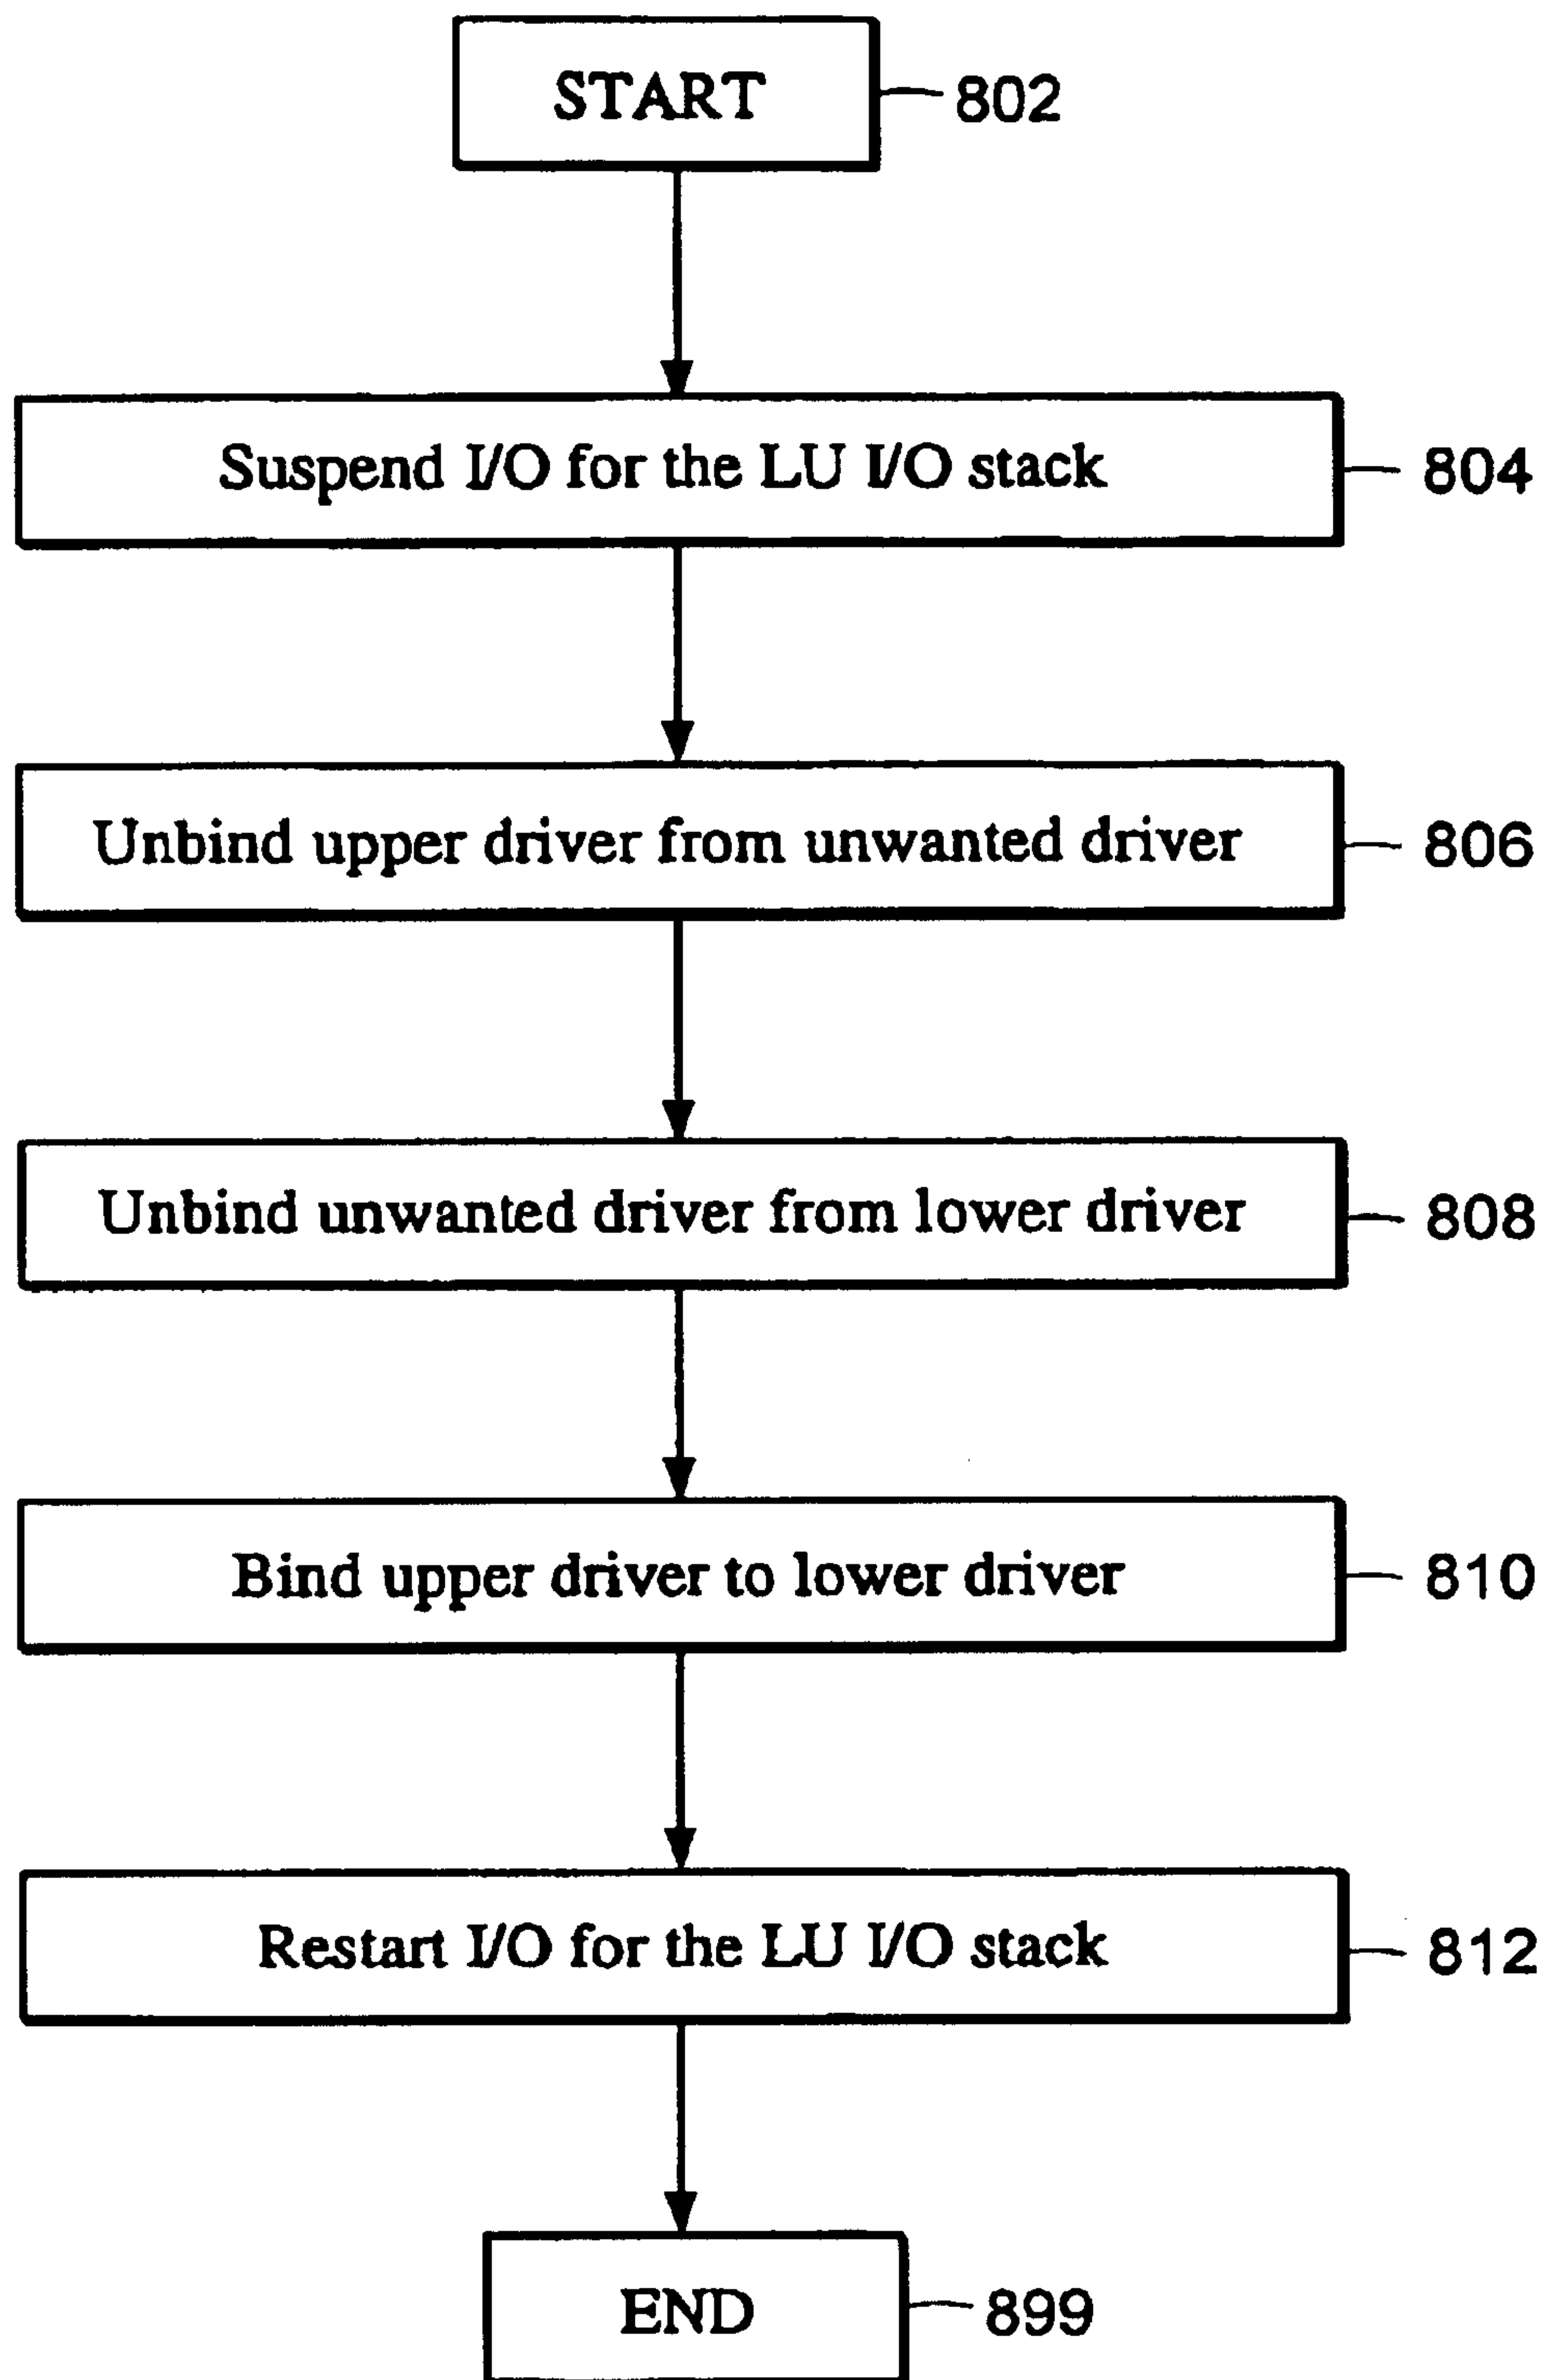 START 802
Suspend I/O for the LU I/O stack 804
Unbind upper driver from unwanted driver 806
Unbind unwanted driver from lower driver 808
Bind upper driver to lower driver 810
Restart I/O for the LU I/O stack 812
END 899